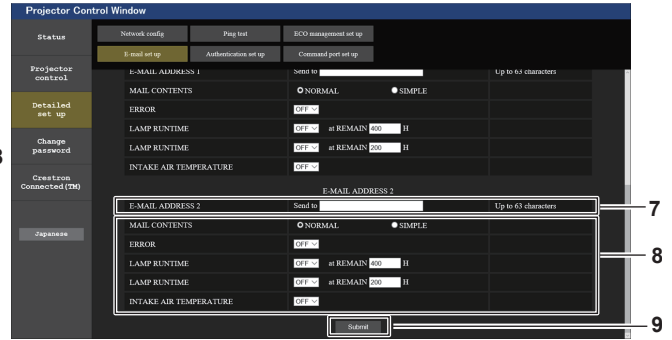 Projector Control Window
Status
Network config
Ping test
ECO management set up
E-mail set up
Authentication set up
Command port set up
Projector control
Detailed set up
Change password
Crestron Connected(TM)
Japanese
E-MAIL ADDRESS 1 Send to Up to 63 characters
MAIL CONTENTS NORMAL SIMPLE
ERROR OFF
LAMP RUNTIME OFF at REMAIN 400 H
LAMP RUNTIME OFF at REMAIN 200 H
INTAKE AIR TEMPERATURE OFF
E-MAIL ADDRESS 2
E-MAIL ADDRESS 2 Send to Up to 63 characters
7
MAIL CONTENTS NORMAL SIMPLE
ERROR OFF
LAMP RUNTIME OFF at REMAIN 400 H
8
LAMP RUNTIME OFF at REMAIN 200 H
INTAKE AIR TEMPERATURE OFF
Submit
9